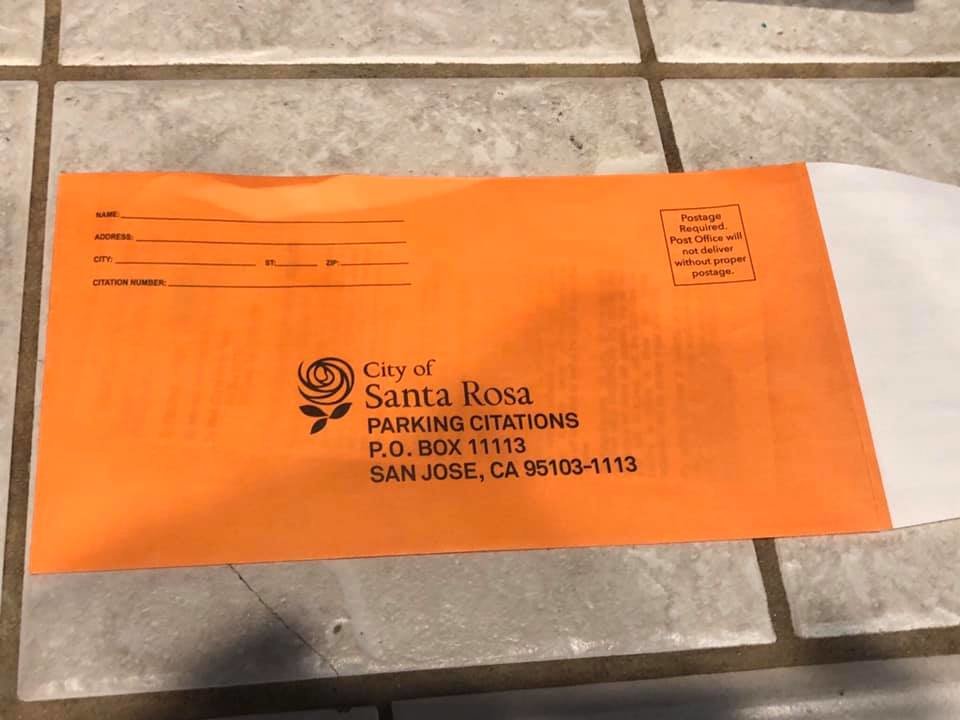 NAME:
ADDRESS:
CITY: ST: ZIP:
CITATION NUMBER:
Postage
Required.
Post Office will
not deliver
without proper
postage.
City of
Santa Rosa
PARKING CITATIONS
P.O. BOX 11113
SAN JOSE, CA 95103-1113